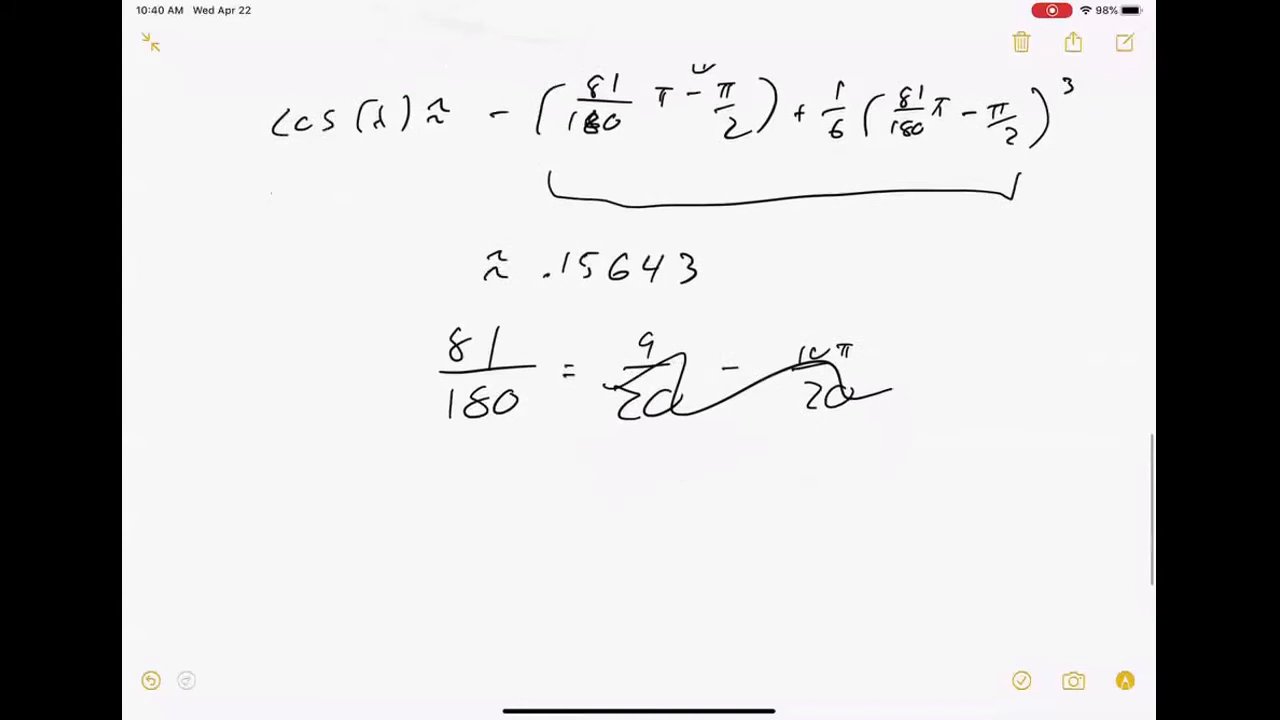 10:40 AM Wed Apr 22 98%
cos(x) ≈ - (81/180 π - π/2) + 1/6 (81/180 π - π/2)^3
≈ .15643
81/180 = 9/20 - 10π/20